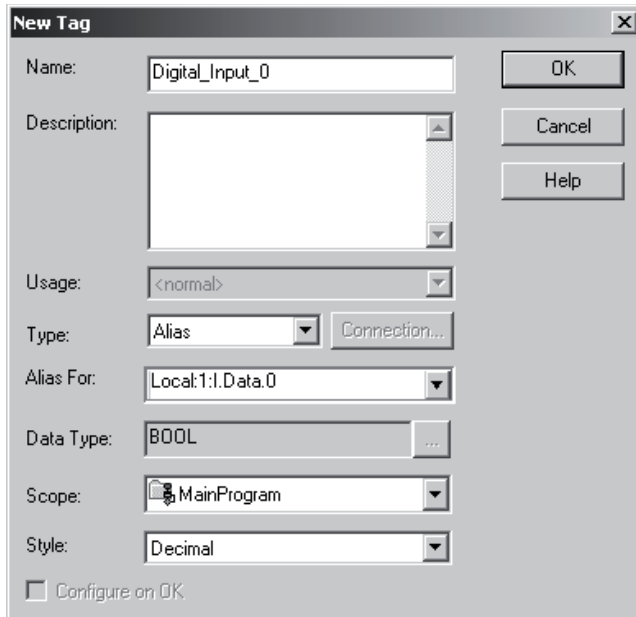 New Tag
Name: Digital_Input_0 OK
Description: Cancel
Help
Usage: <normal>
Type: Alias Connection...
Alias For: Local:1:I.Data.0
Data Type: BOOL ...
Scope: MainProgram
Style: Decimal
Configure on OK